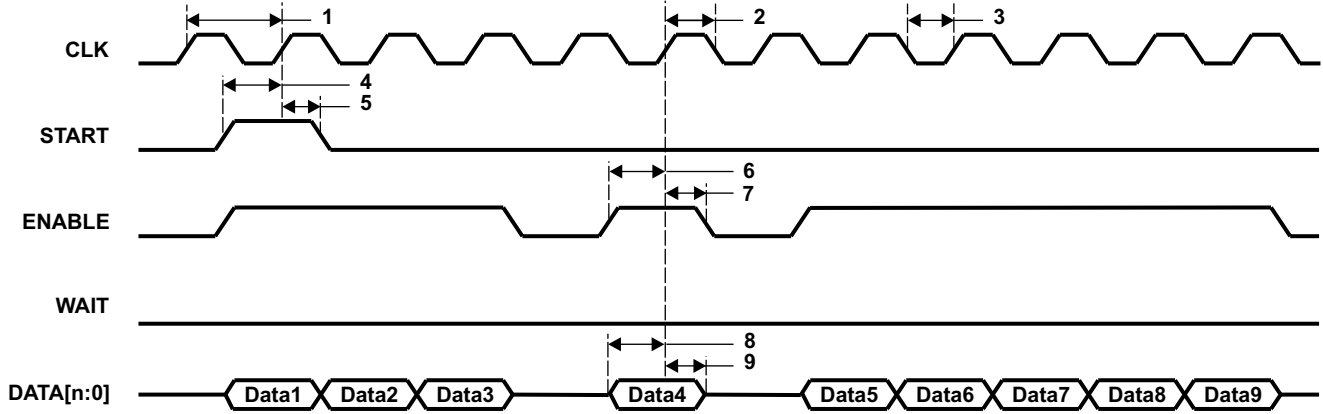 1
2
3
CLK
4
5
START
6
7
ENABLE
WAIT
8
9
DATA[n:0]
Data1 Data2 Data3 Data4 Data5 Data6 Data7 Data8 Data9